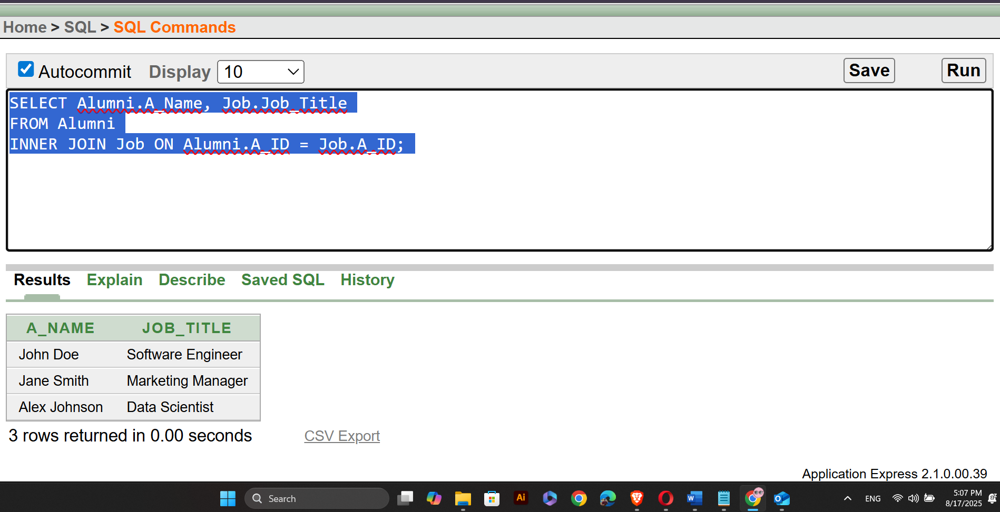 Home > SQL > SQL Commands
Autocommit Display 10 Save Run
SELECT Alumni.A_Name, Job.Job_Title
FROM Alumni
INNER JOIN Job ON Alumni.A_ID = Job.A_ID;
Results Explain Describe Saved SQL History
A_NAME JOB_TITLE
John Doe Software Engineer
Jane Smith Marketing Manager
Alex Johnson Data Scientist
3 rows returned in 0.00 seconds CSV Export
Application Express 2.1.0.00.39
Search Ai W O ENG 5:07 PM
8/17/2025